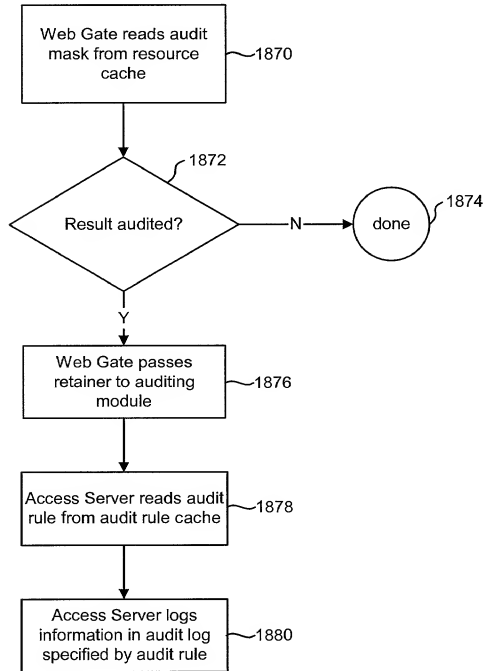 Web Gate reads audit
mask from resource
cache
1870
1872
Result audited?
N
done
1874
Y
Web Gate passes
retainer to auditing
module
1876
Access Server reads audit
rule from audit rule cache
1878
Access Server logs
information in audit log
specified by audit rule
1880